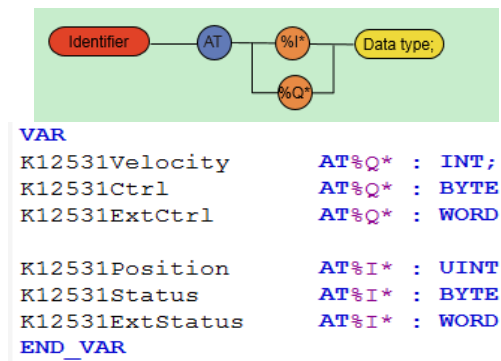 Identifier AT %I* Data type;
%Q*
VAR
K12531Velocity AT%Q* : INT;
K12531Ctrl AT%Q* : BYTE
K12531ExtCtrl AT%Q* : WORD
K12531Position AT%I* : UINT
K12531Status AT%I* : BYTE
K12531ExtStatus AT%I* : WORD
END_VAR